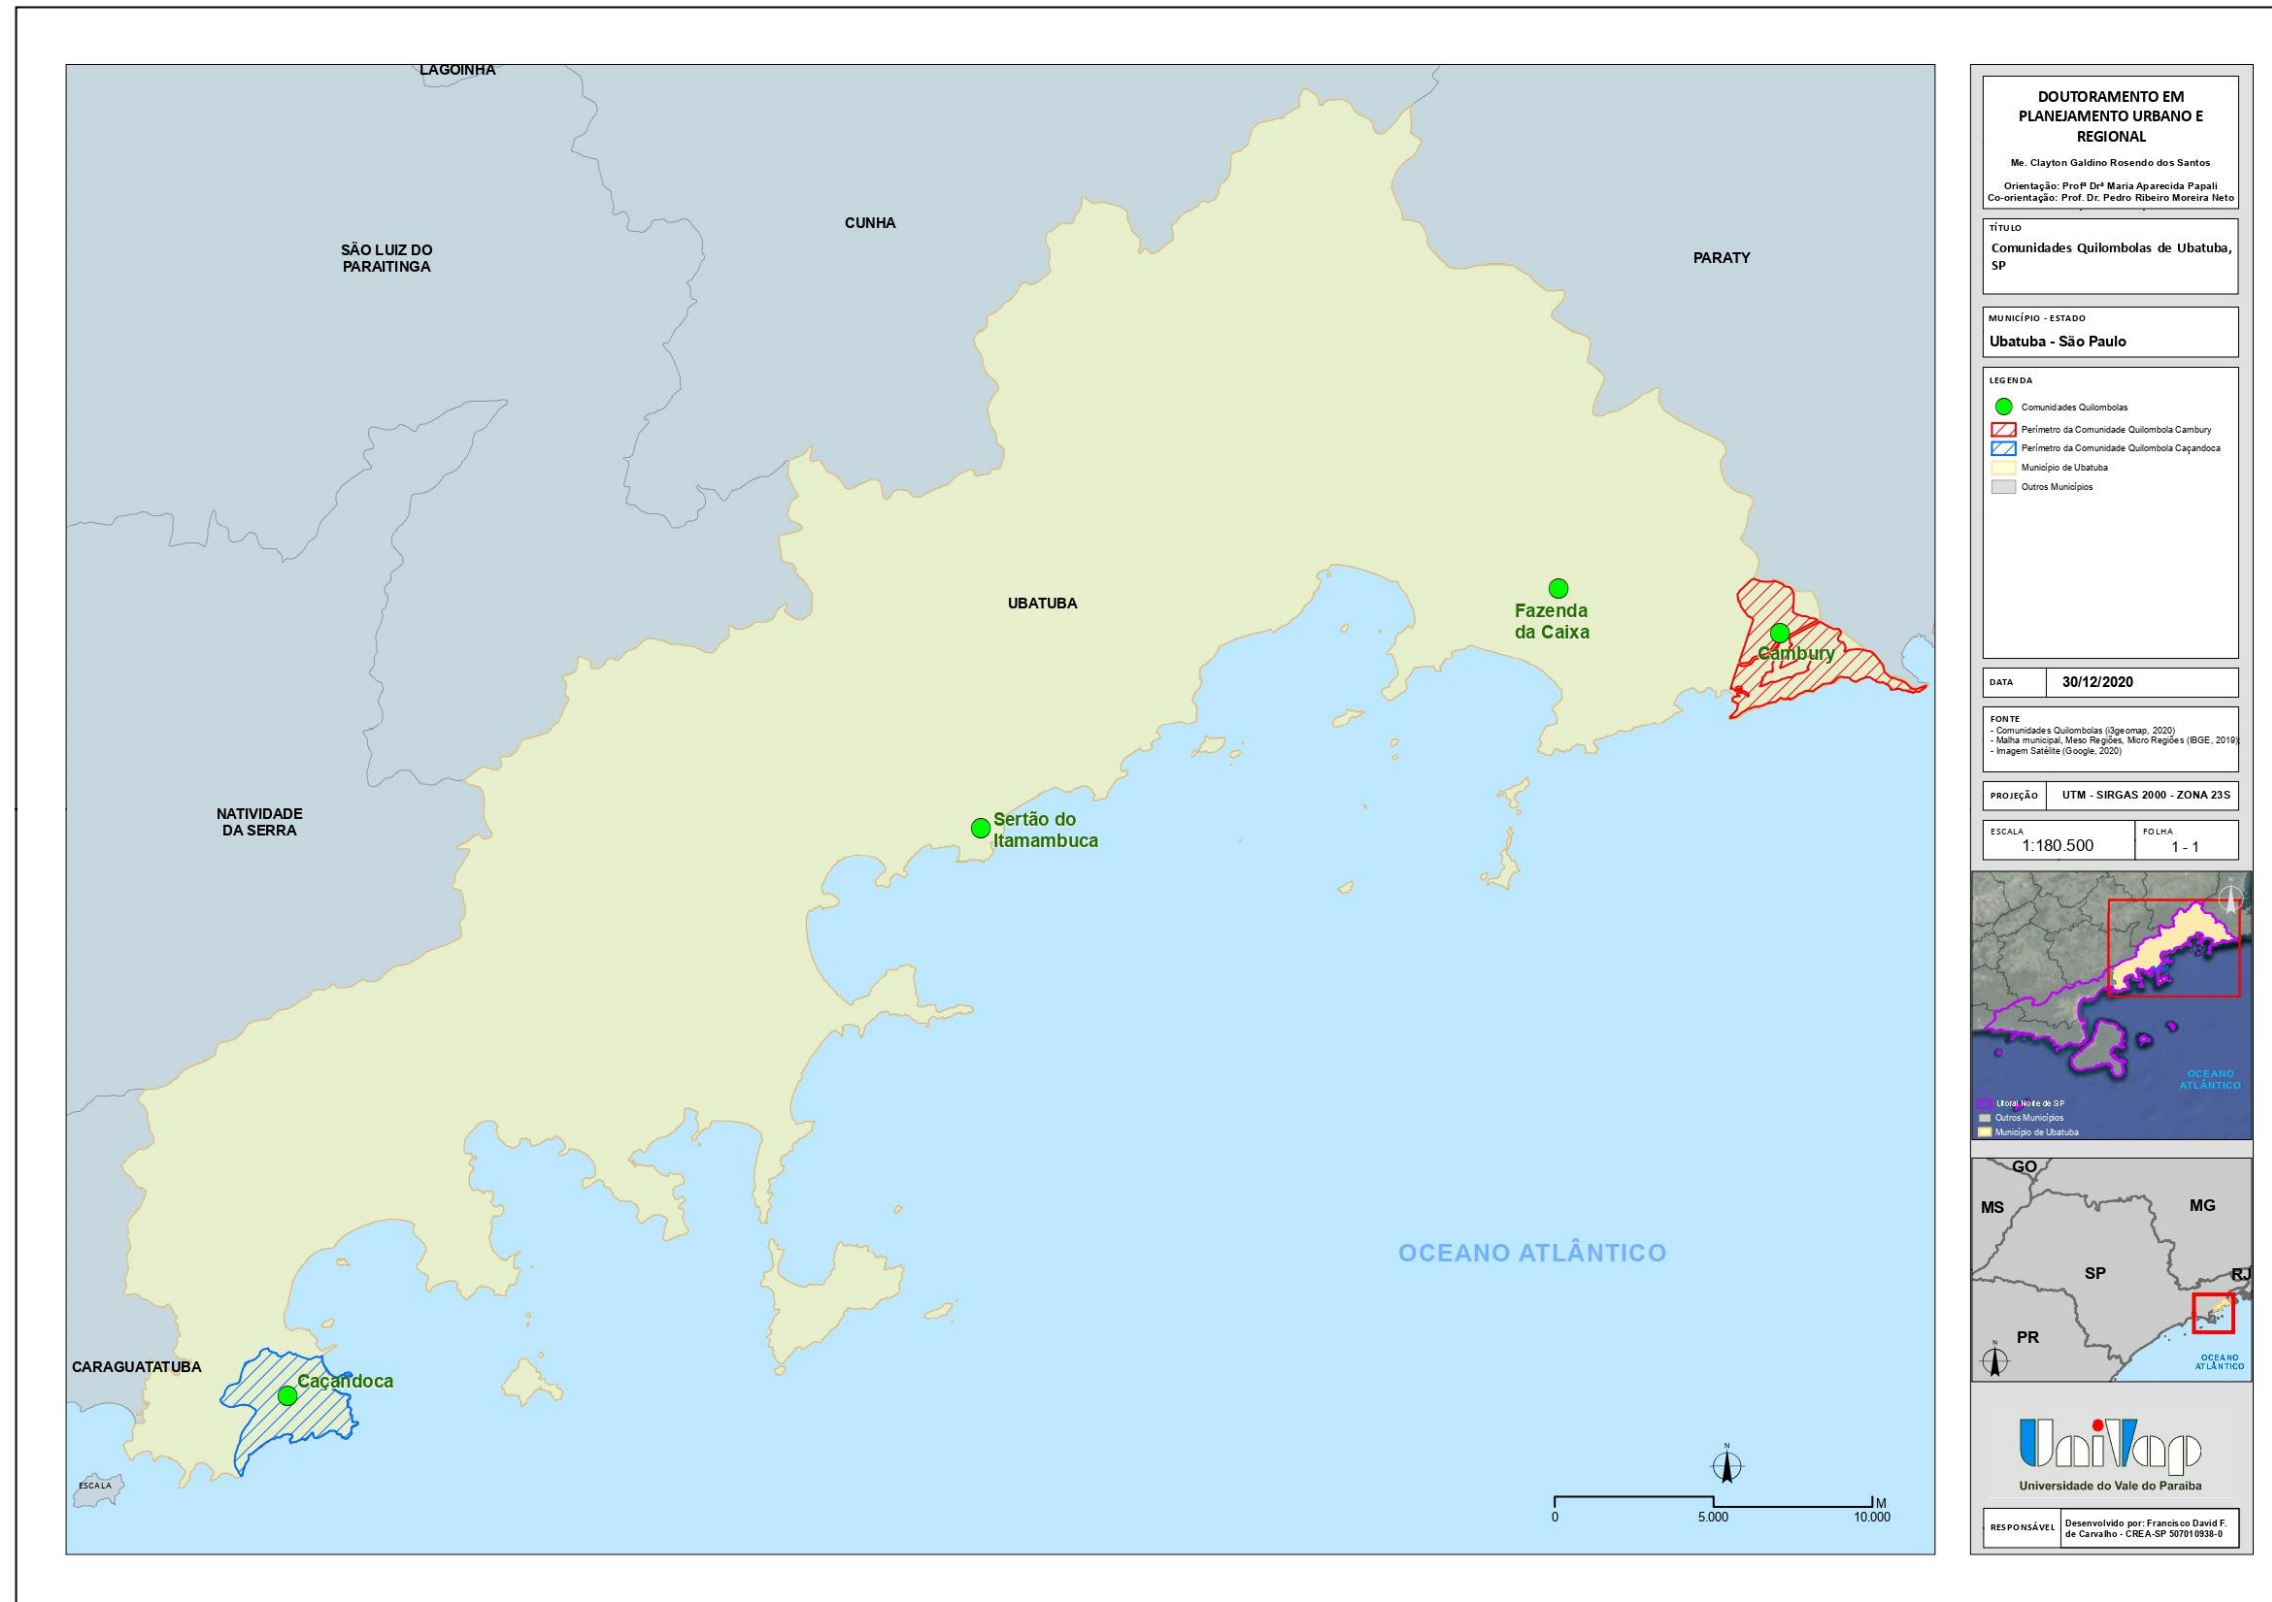 LAGOINHA
CUNHA
SÃO LUIZ DO
PARAITINGA
PARATY
UBATUBA
Fazenda
da Caixa
Cambury
NATIVIDADE
DA SERRA
Sertão do
Itamambuca
OCEANO ATLÂNTICO
CARAGUATATUBA
Caçandoca
ESCALA
N
M
0
5.000
10.000
DOUTORAMENTO EM
PLANEJAMENTO URBANO E
REGIONAL
Me. Clayton Galdino Rosendo dos Santos
Orientação: Profª Drª Maria Aparecida Papali
Co-orientação: Prof. Dr. Pedro Ribeiro Moreira Neto
TÍTULO
Comunidades Quilombolas de Ubatuba,
SP
MUNICÍPIO - ESTADO
Ubatuba - São Paulo
LEGENDA
Comunidades Quilombolas
Perímetro da Comunidade Quilombola Cambury
Perímetro da Comunidade Quilombola Caçandoca
Município de Ubatuba
Outros Municípios
DATA
30/12/2020
FONTE
- Comunidades Quilombolas (i3geomap, 2020)
- Malha municipal, Meso Regiões, Micro Regiões (IBGE, 2019);
- Imagem Satélite (Google, 2020)
PROJEÇÃO
UTM - SIRGAS 2000 - ZONA 23S
ESCALA
1:180.500
FOLHA
1 - 1
N
OCEANO
ATLÂNTICO
Litoral Norte de SP
Outros Municípios
Município de Ubatuba
GO
MS
MG
SP
RJ
PR
N
OCEANO
ATLÂNTICO
UniVap
Universidade do Vale do Paraíba
RESPONSÁVEL
Desenvolvido por: Francisco David F.
de Carvalho - CREA-SP 507010938-0